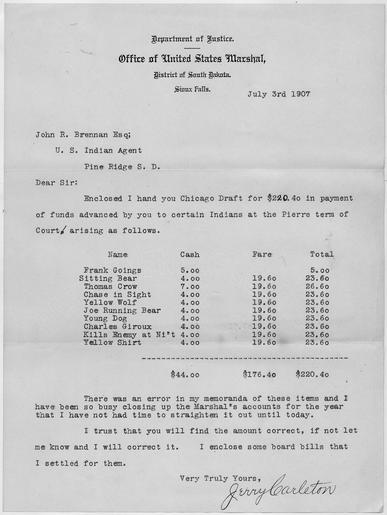 Department of Justice.
Office of United States Marshal,
District of South Dakota.
Sioux Falls.
July 3rd 1907
John R. Brennan Esq;
U. S. Indian Agent
Pine Ridge S. D.
Dear Sir:
Enclosed I hand you Chicago Draft for $220.40 in payment
of funds advanced by you to certain Indians at the Pierre term of
Court, arising as follows.
Name Cash Fare Total
Frank Goings 5.00 5.00
Sitting Bear 4.00 19.60 23.60
Thomas Crow 7.00 19.60 26.60
Chase in Sight 4.00 19.60 23.60
Yellow Wolf 4.00 19.60 23.60
Joe Running Bear 4.00 19.60 23.60
Young Dog 4.00 19.60 23.60
Charles Giroux 4.00 19.60 23.60
Kills Enemy at Ni"t 4.00 19.60 23.60
Yellow Shirt 4.00 19.60 23.60
$44.00 $176.40 $220.40
There was an error in my memoranda of these items and I
have been so busy closing up the Marshal"s accounts for the year
that I have not had time to straighten it out until today.
I trust that you will find the amount correct, if not let
me know and I will correct it. I enclose some board bills that
I settled for them.
Very Truly Yours,
Jerry Carleton